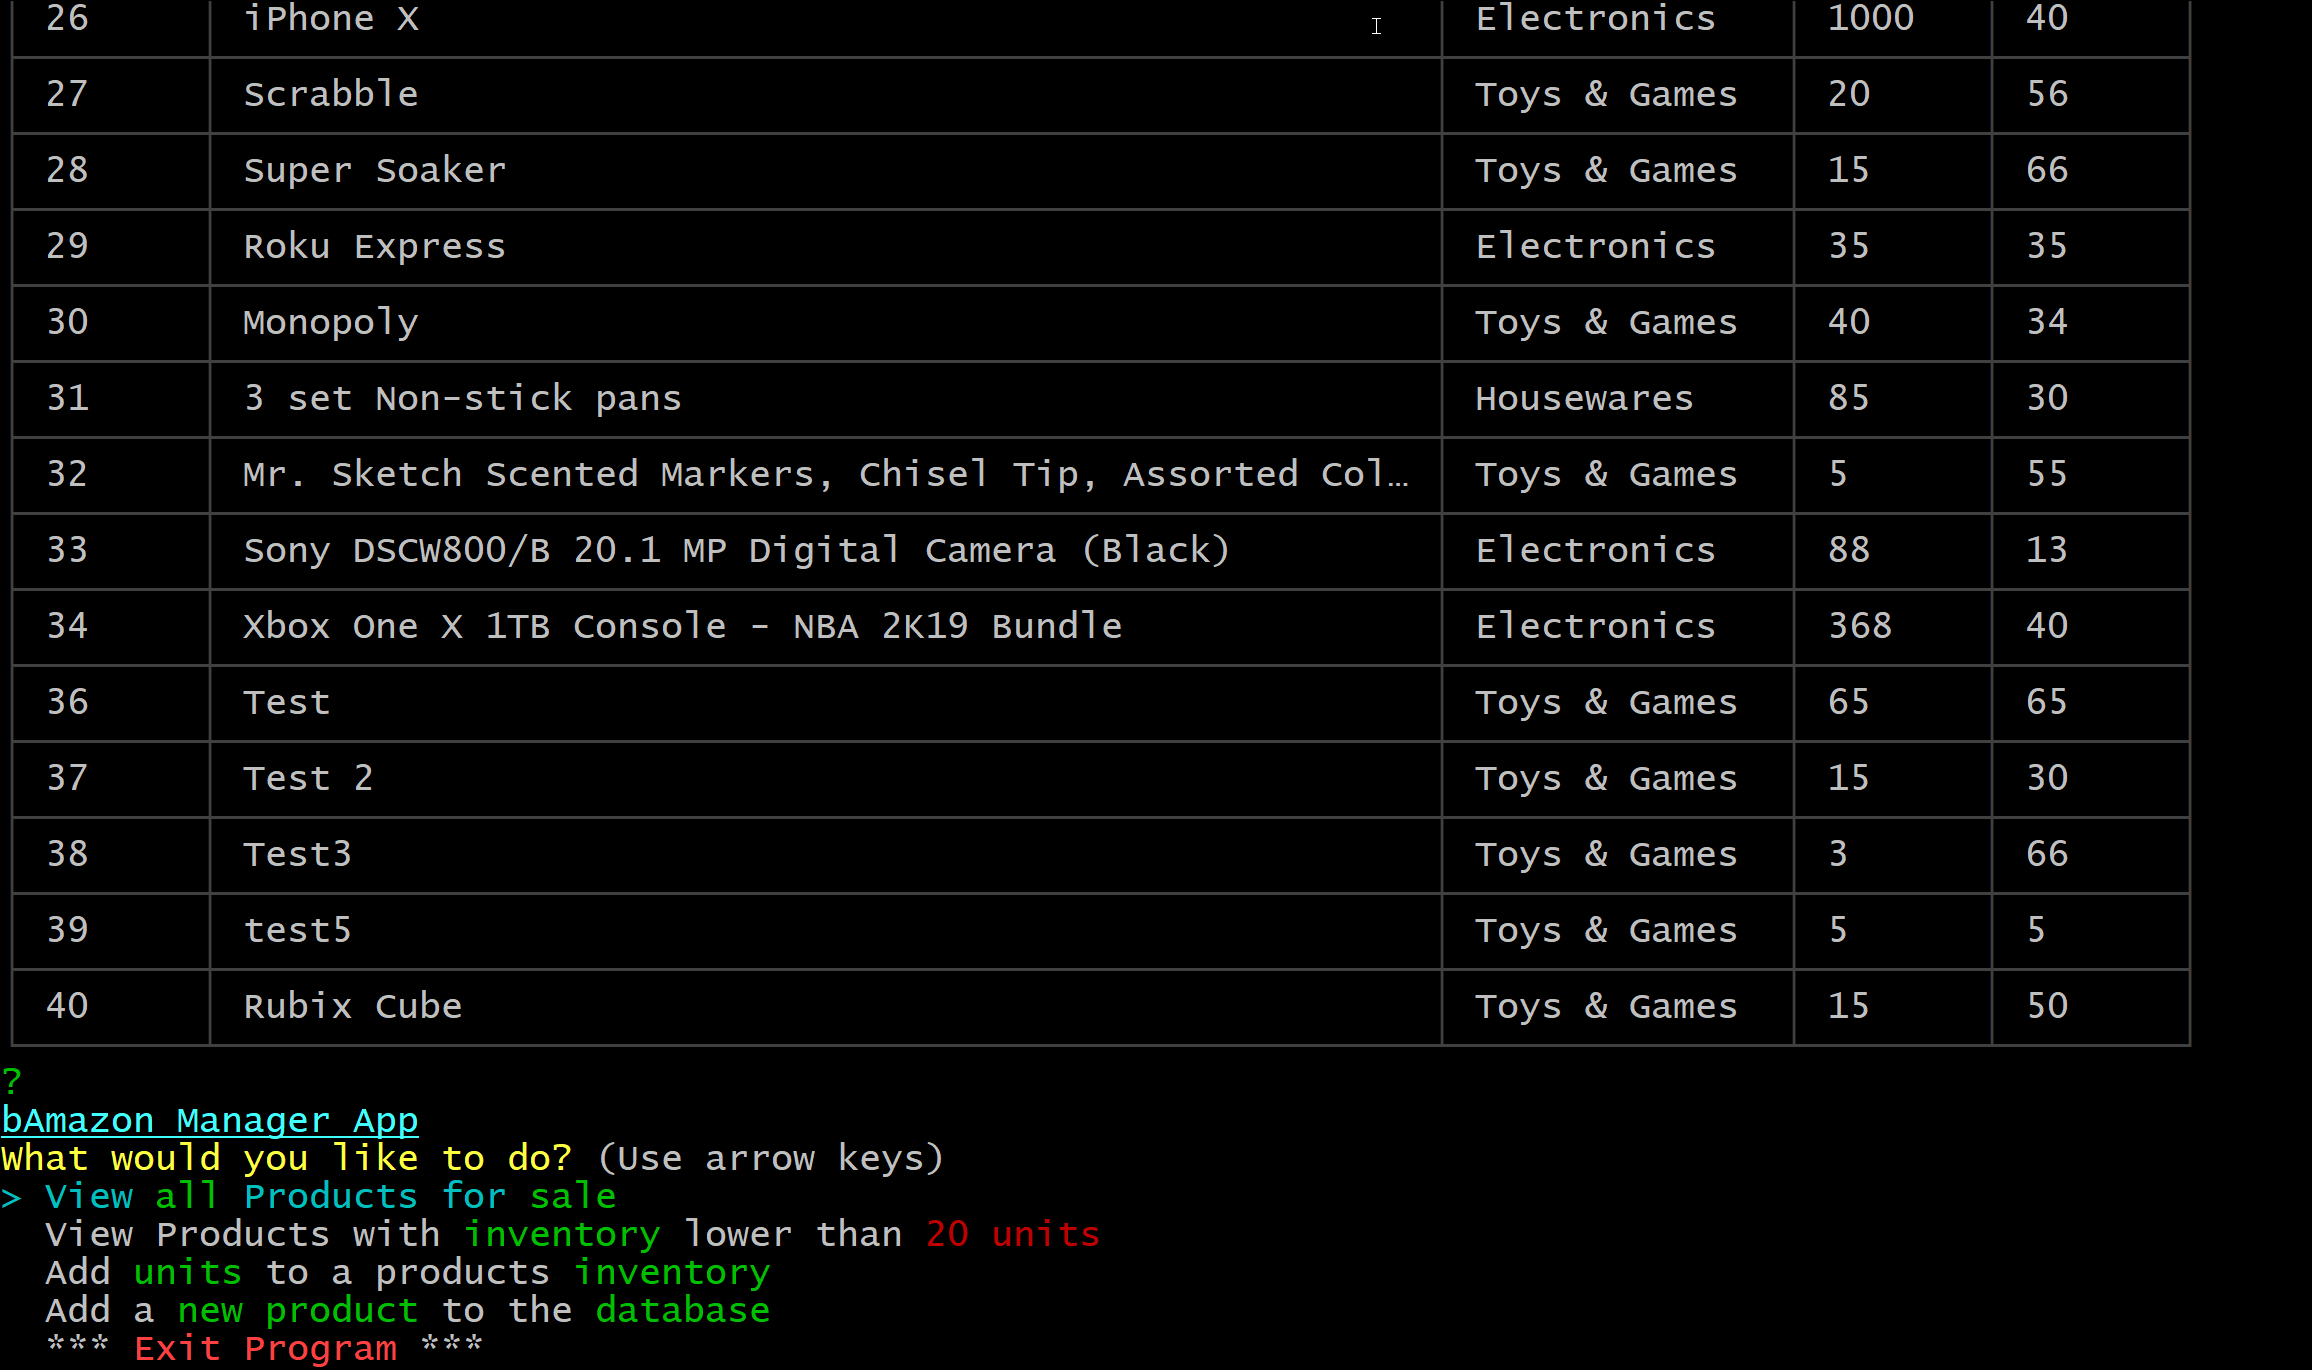 26 iPhone X Electronics 1000 40
27 Scrabble Toys & Games 20 56
28 Super Soaker Toys & Games 15 66
29 Roku Express Electronics 35 35
30 Monopoly Toys & Games 40 34
31 3 set Non-stick pans Housewares 85 30
32 Mr. Sketch Scented Markers, Chisel Tip, Assorted Col… Toys & Games 5 55
33 Sony DSCW800/B 20.1 MP Digital Camera (Black) Electronics 88 13
34 Xbox One X 1TB Console - NBA 2K19 Bundle Electronics 368 40
36 Test Toys & Games 65 65
37 Test 2 Toys & Games 15 30
38 Test3 Toys & Games 3 66
39 test5 Toys & Games 5 5
40 Rubix Cube Toys & Games 15 50
?
bAmazon Manager App
What would you like to do? (Use arrow keys)
> View all Products for sale
View Products with inventory lower than 20 units
Add units to a products inventory
Add a new product to the database
*** Exit Program ***